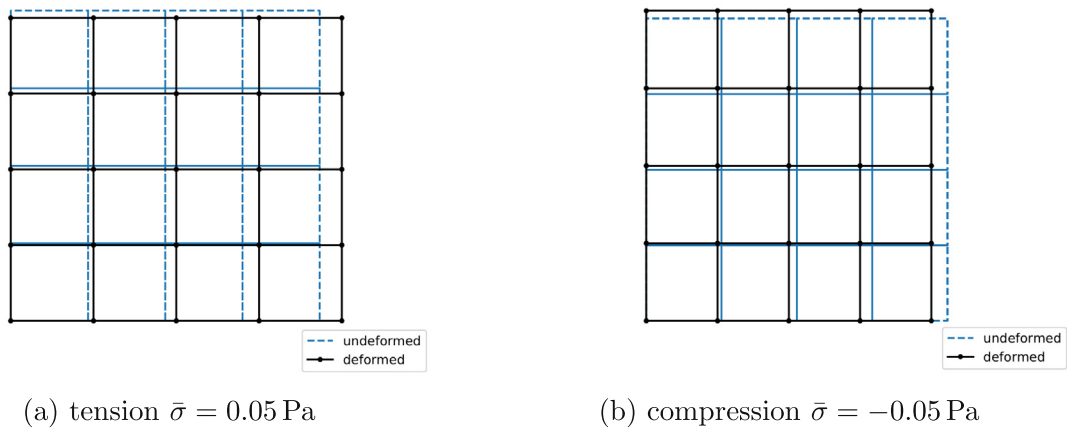 undeformed
deformed
undeformed
deformed
(a) tension σ̄ = 0.05 Pa
(b) compression σ̄ = −0.05 Pa